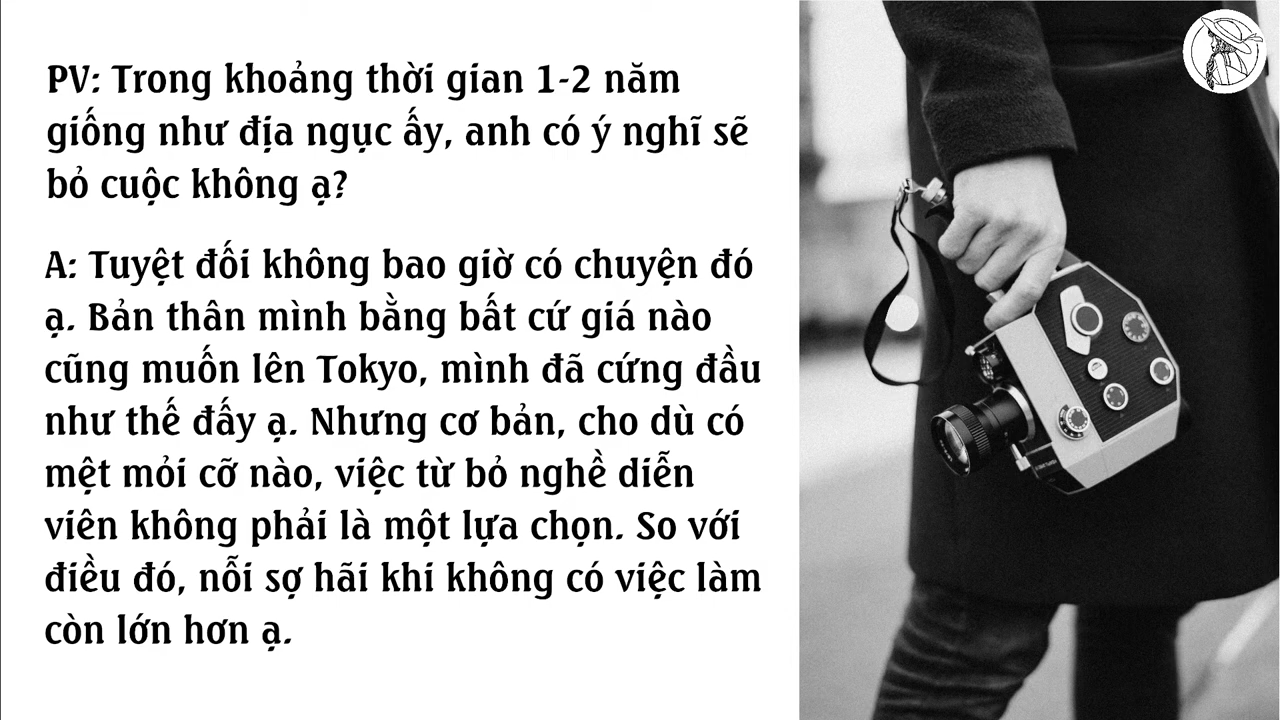 PV: Trong khoảng thời gian 1-2 năm
giống như địa ngục ấy, anh có ý nghĩ sẽ
bỏ cuộc không ạ?
A: Tuyệt đối không bao giờ có chuyện đó
ạ. Bản thân mình bằng bất cứ giá nào
cũng muốn lên Tokyo, mình đã cứng đầu
như thế đấy ạ. Nhưng cơ bản, cho dù có
mệt mỏi cỡ nào, việc từ bỏ nghề diễn
viên không phải là một lựa chọn. So với
điều đó, nỗi sợ hãi khi không có việc làm
còn lớn hơn ạ.